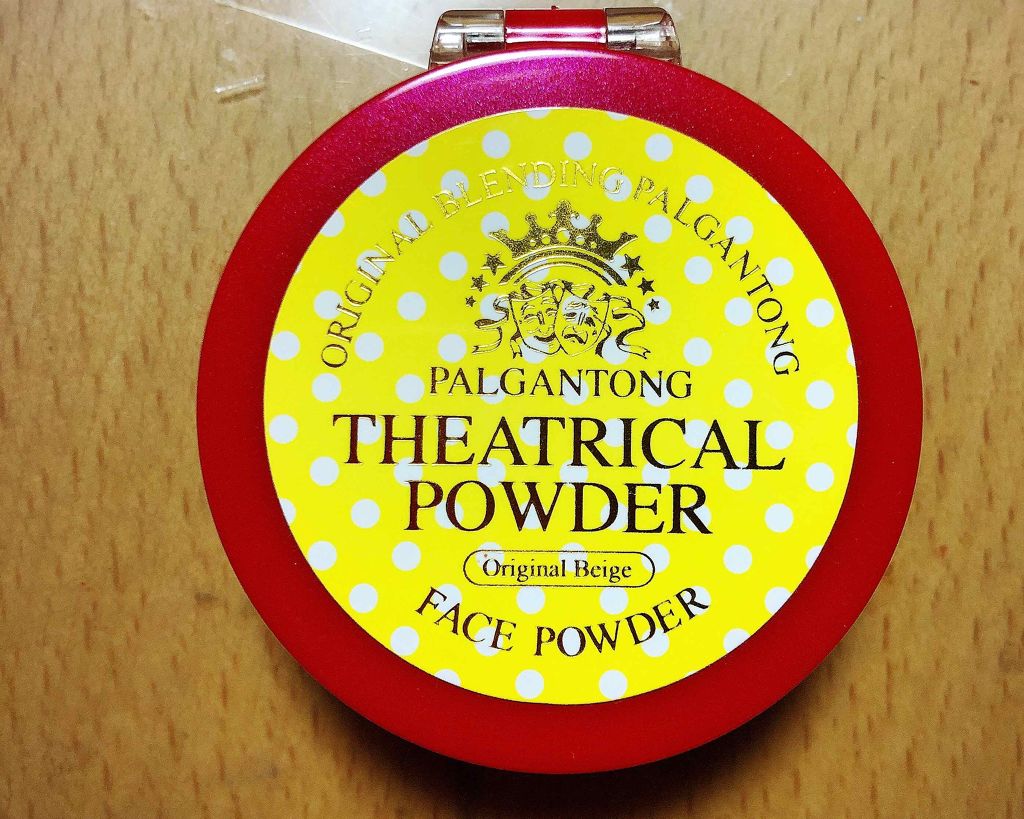 ORIGINAL BLENDING PALGANTONG
PALGANTONG
THEATRICAL
POWDER
Original Beige
FACE POWDER